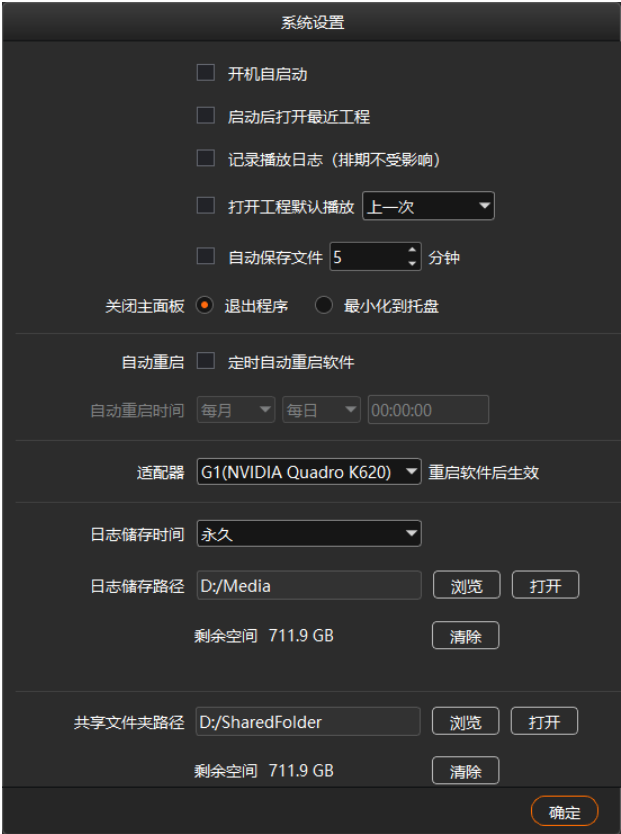 系统设置
开机自启动
启动后打开最近工程
记录播放日志（排期不受影响）
打开工程默认播放 上一次
自动保存文件 5 分钟
关闭主面板 退出程序 最小化到托盘
自动重启 定时自动重启软件
自动重启时间 每月 每日 00:00:00
适配器 G1(NVIDIA Quadro K620) 重启软件后生效
日志储存时间 永久
日志储存路径 D:/Media 浏览 打开
剩余空间 711.9 GB 清除
共享文件夹路径 D:/SharedFolder 浏览 打开
剩余空间 711.9 GB 清除
确定